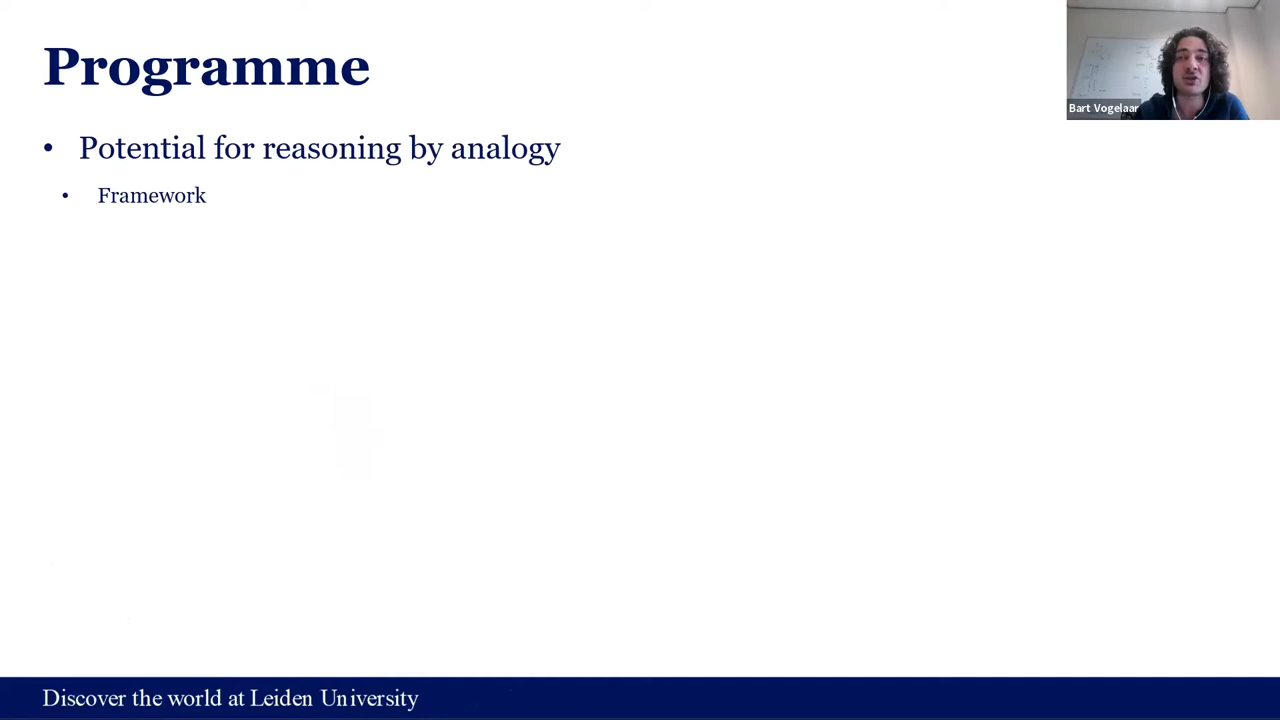 Programme
Bart Vogelaar
• Potential for reasoning by analogy
• Framework
Discover the world at Leiden University